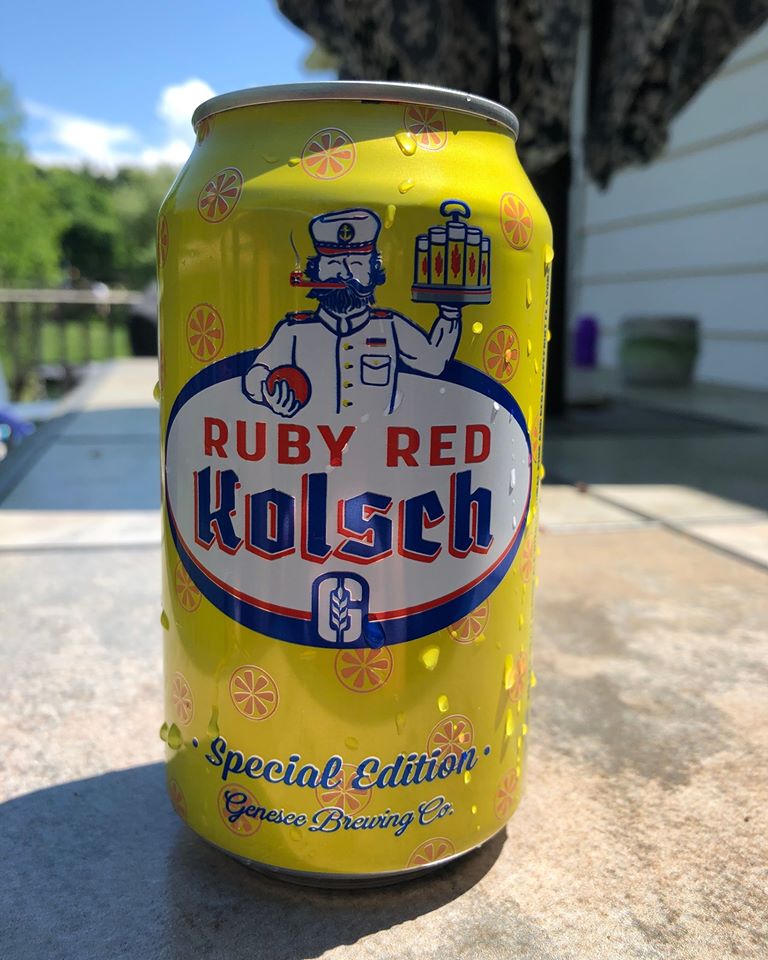 RUBY RED
Kolsch
G
· Special Edition ·
Genesee Brewing Co.